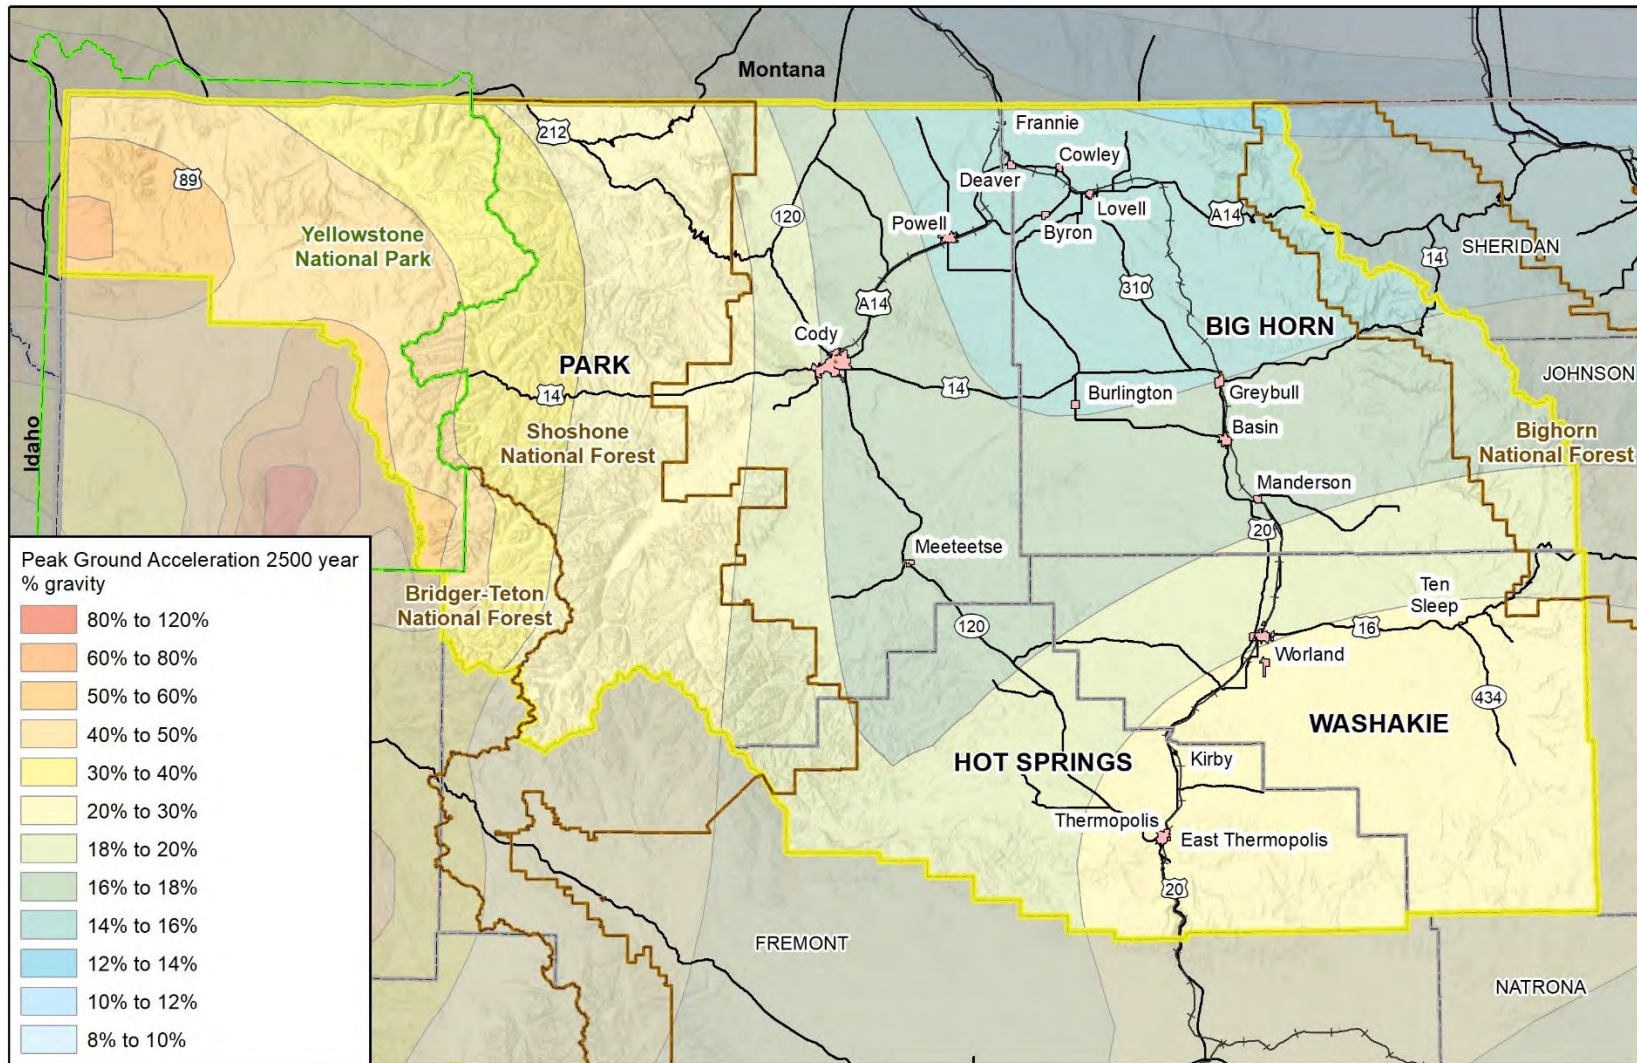 Montana
212
Frannie
Cowley
Deaver
89
Lovell
A14
Powell
Byron
120
Yellowstone
National Park
SHERIDAN
14
310
A14
BIG HORN
Cody
PARK
JOHNSON
14
14
Burlington
Greybull
Idaho
Basin
Shoshone
National Forest
Bighorn
National Forest
Manderson
20
Meeteetse
Peak Ground Acceleration 2500 year
% gravity
80% to 120%
60% to 80%
50% to 60%
40% to 50%
30% to 40%
20% to 30%
18% to 20%
16% to 18%
14% to 16%
12% to 14%
10% to 12%
8% to 10%
Bridger-Teton
National Forest
Ten
Sleep
120
16
Worland
434
WASHAKIE
HOT SPRINGS
Kirby
Thermopolis
East Thermopolis
20
FREMONT
NATRONA